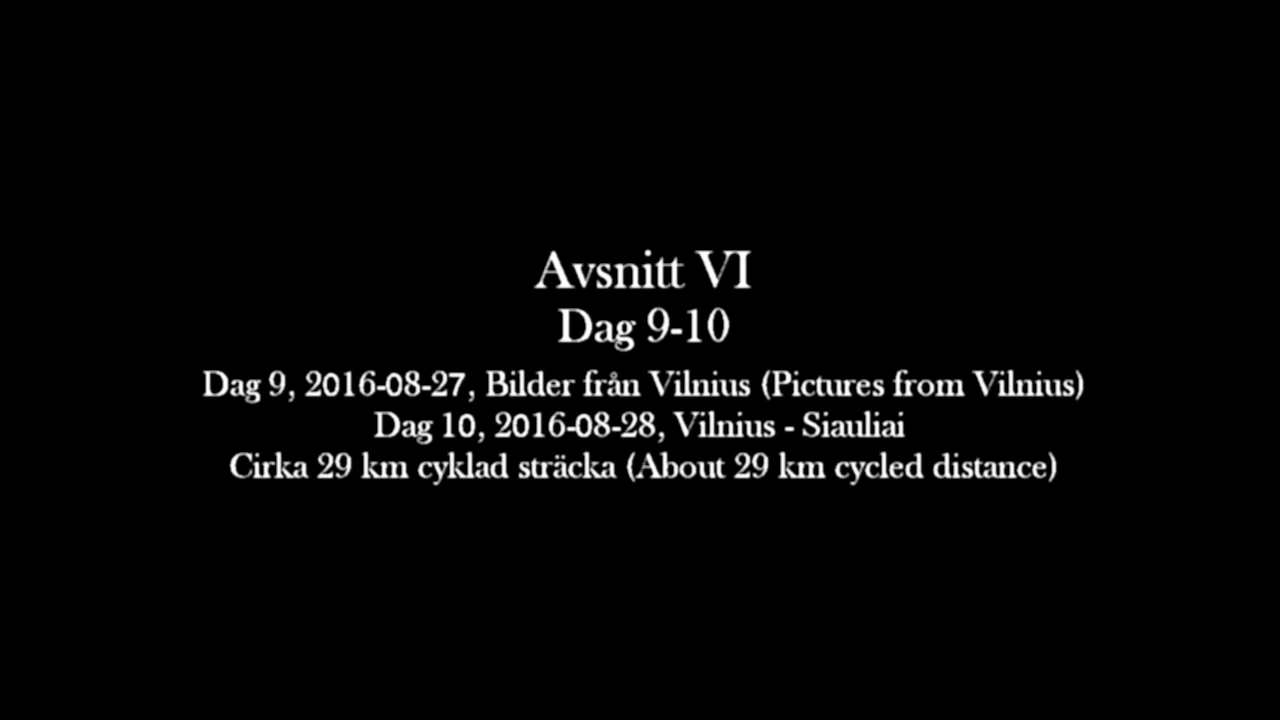 Avsnitt VI
Dag 9-10
Dag 9, 2016-08-27, Bilder från Vilnius (Pictures from Vilnius)
Dag 10, 2016-08-28, Vilnius - Siauliai
Cirka 29 km cyklad sträcka (About 29 km cycled distance)